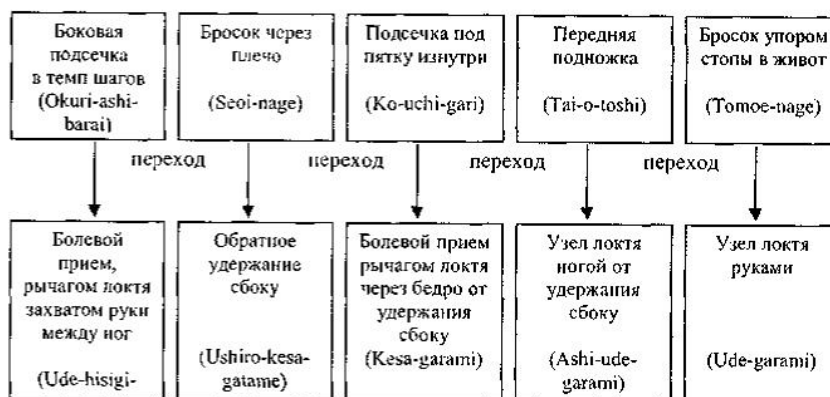 Боковая
подсечка
в темп шагов
(Okuri-ashi-
barai)
Бросок через
плечо
(Seoi-nage)
Подсечка под
пятку изнутри
(Ko-uchi-gari)
Передняя
подножка
(Tai-o-toshi)
Бросок упором
стопы в живот
(Tomoe-nage)
переход
переход
переход
переход
Болевой
прием,
рычагом локтя
захватом руки
между ног
(Ude-hisigi-
Обратное
удержание
сбоку
(Ushiro-kesa-
gatame)
Болевой прием
рычагом локтя
через бедро от
удержания
сбоку
(Kesa-garami)
Узел локтя
ногой от
удержания
сбоку
(Ashi-ude-
garami)
Узел локтя
руками
(Ude-garami)